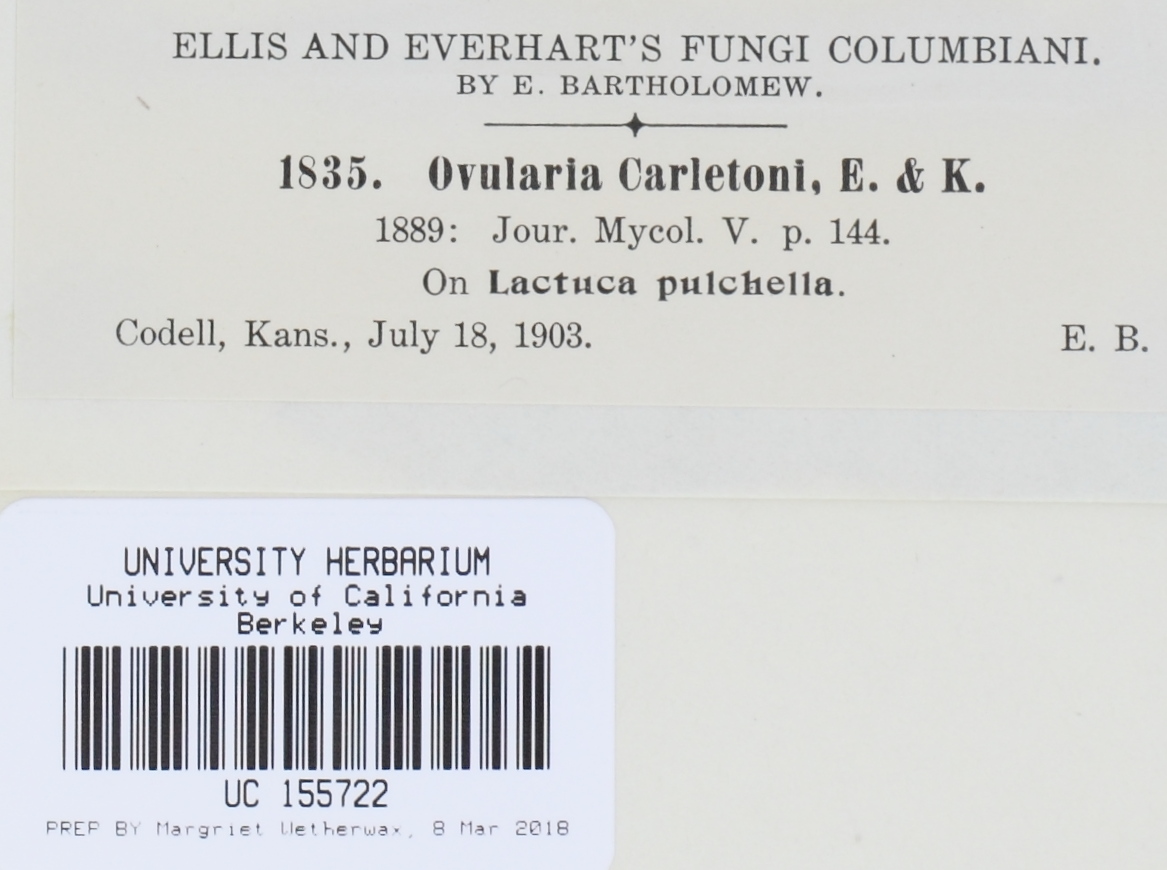 ELLIS AND EVERHART'S FUNGI COLUMBIANI.
BY E. BARTHOLOMEW.
1835. Ovularia Carletoni, E. & K.
1889: Jour. Mycol. V. p. 144.
On Lactuca pulchella.
Codell, Kans., July 18, 1903. E. B.
UNIVERSITY HERBARIUM
University of California
Berkeley
UC 155722
PREP BY Margriet Wetherwax, 8 Mar 2018